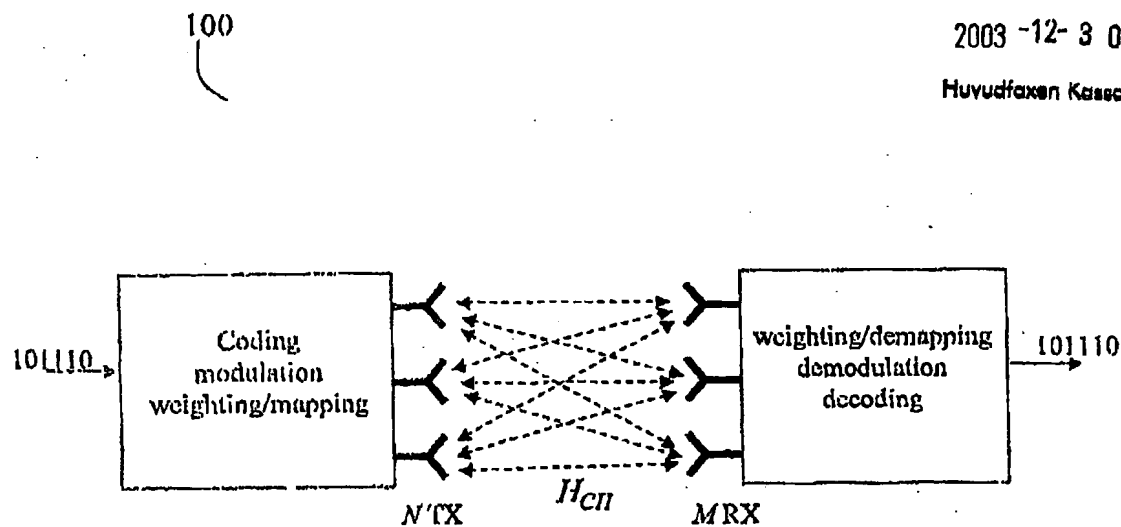 100
2003 -12- 3 0
Huvudfaxen Kassa
101110
Coding
modulation
weighting/mapping
N TX
H_CH
M RX
weighting/demapping
demodulation
decoding
101110